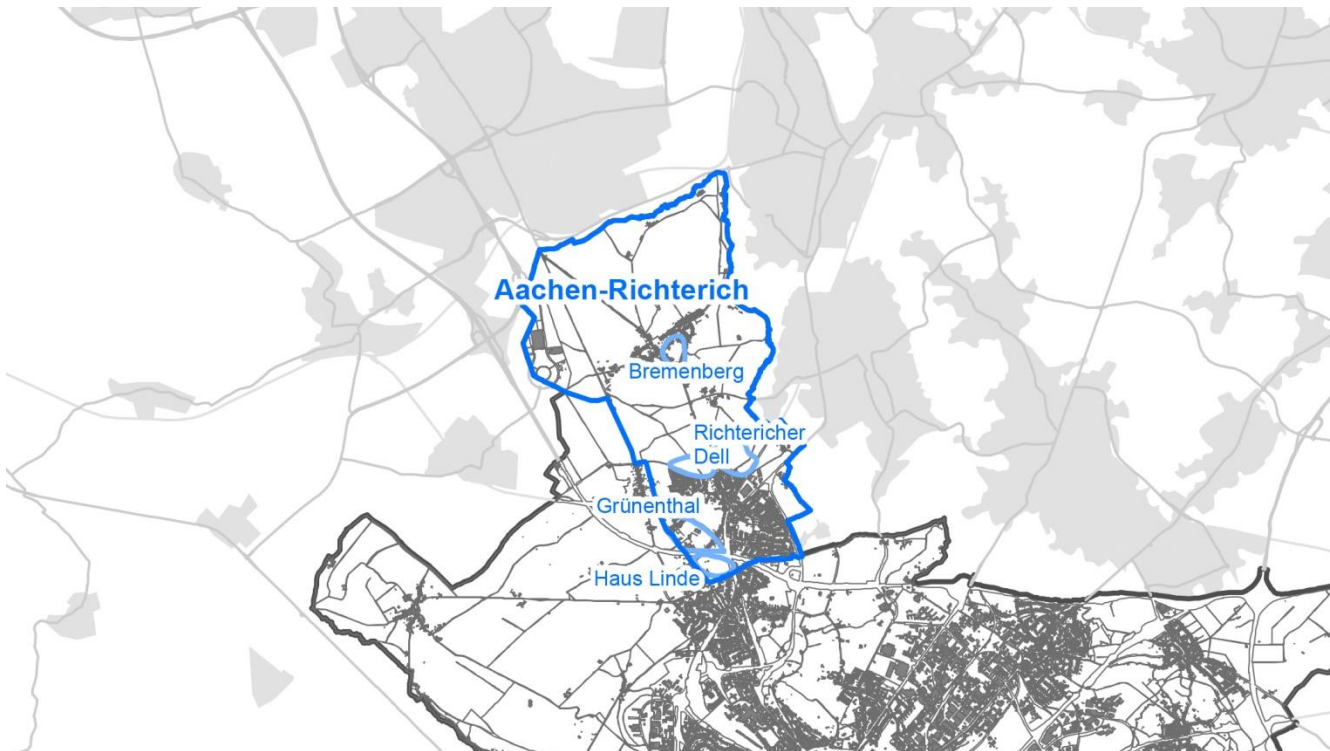 Aachen-Richterich
Bremenberg
Richtericher
Dell
Grünenthal
Haus Linde